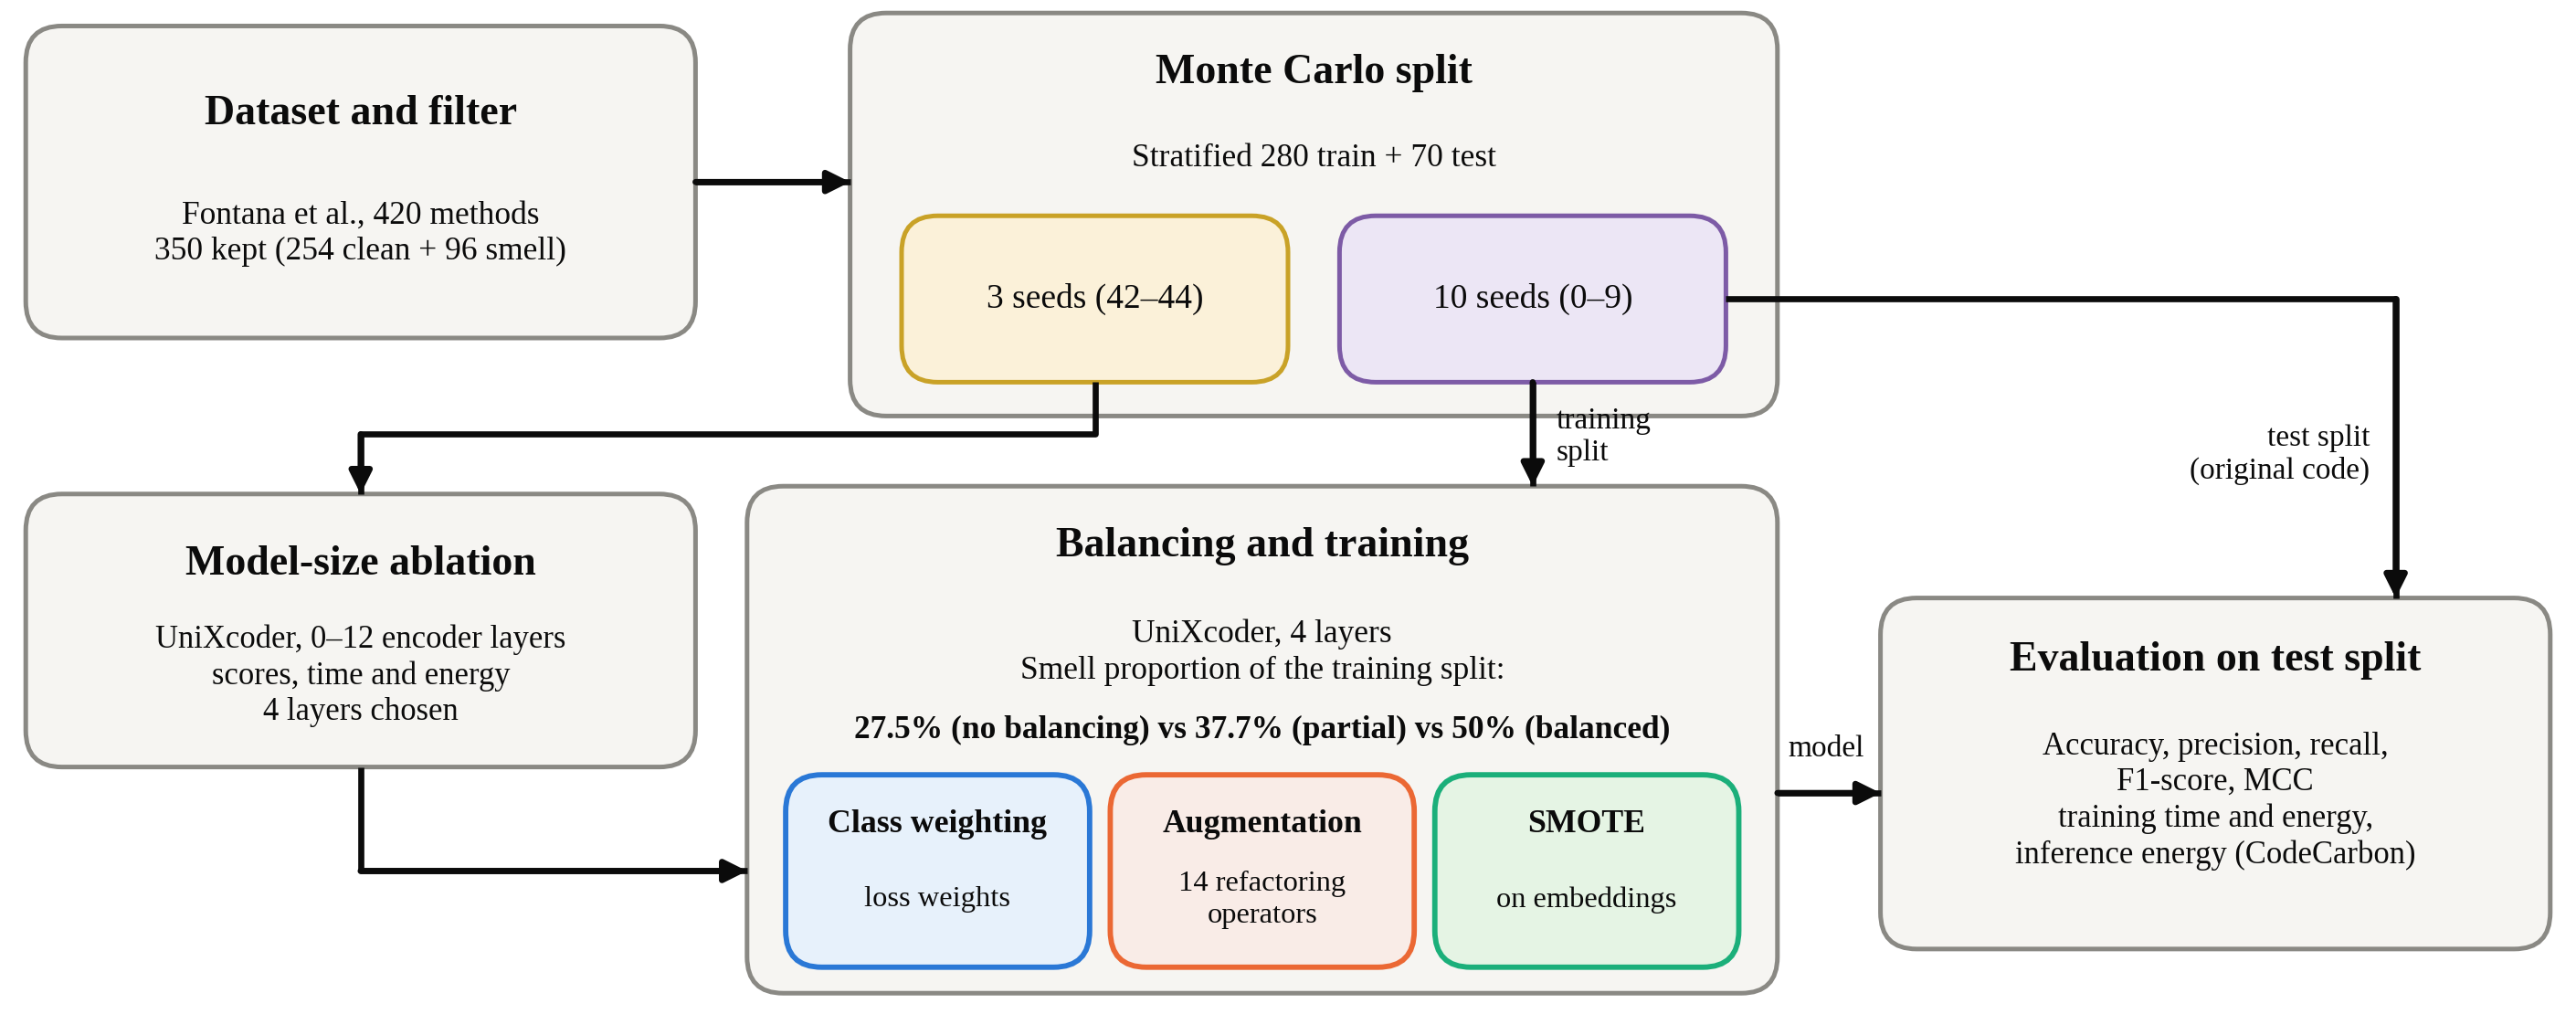 Dataset and filter
Fontana et al., 420 methods
350 kept (254 clean + 96 smell)
Monte Carlo split
Stratified 280 train + 70 test
3 seeds (42–44)
10 seeds (0–9)
training
split
test split
(original code)
Model-size ablation
UniXcoder, 0–12 encoder layers
scores, time and energy
4 layers chosen
Balancing and training
UniXcoder, 4 layers
Smell proportion of the training split:
27.5% (no balancing) vs 37.7% (partial) vs 50% (balanced)
Class weighting
loss weights
Augmentation
14 refactoring
operators
SMOTE
on embeddings
model
Evaluation on test split
Accuracy, precision, recall,
F1-score, MCC
training time and energy,
inference energy (CodeCarbon)